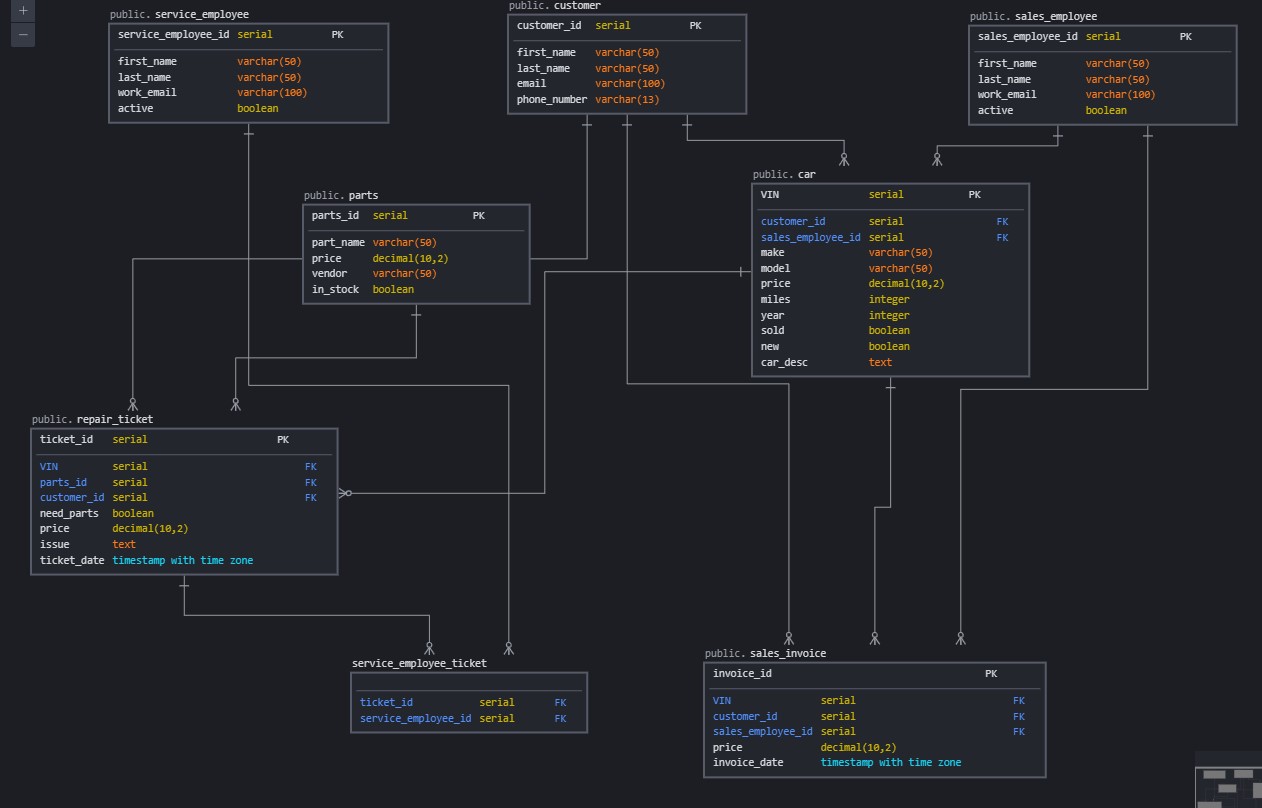 +
−
public. service_employee
service_employee_id serial PK
first_name varchar(50)
last_name varchar(50)
work_email varchar(100)
active boolean
public. customer
customer_id serial PK
first_name varchar(50)
last_name varchar(50)
email varchar(100)
phone_number varchar(13)
public. sales_employee
sales_employee_id serial PK
first_name varchar(50)
last_name varchar(50)
work_email varchar(100)
active boolean
public. parts
parts_id serial PK
part_name varchar(50)
price decimal(10,2)
vendor varchar(50)
in_stock boolean
public. car
VIN serial PK
customer_id serial FK
sales_employee_id serial FK
make varchar(50)
model varchar(50)
price decimal(10,2)
miles integer
year integer
sold boolean
new boolean
car_desc text
public. repair_ticket
ticket_id serial PK
VIN serial FK
parts_id serial FK
customer_id serial FK
need_parts boolean
price decimal(10,2)
issue text
ticket_date timestamp with time zone
service_employee_ticket
ticket_id serial FK
service_employee_id serial FK
public. sales_invoice
invoice_id PK
VIN serial FK
customer_id serial FK
sales_employee_id serial FK
price decimal(10,2)
invoice_date timestamp with time zone